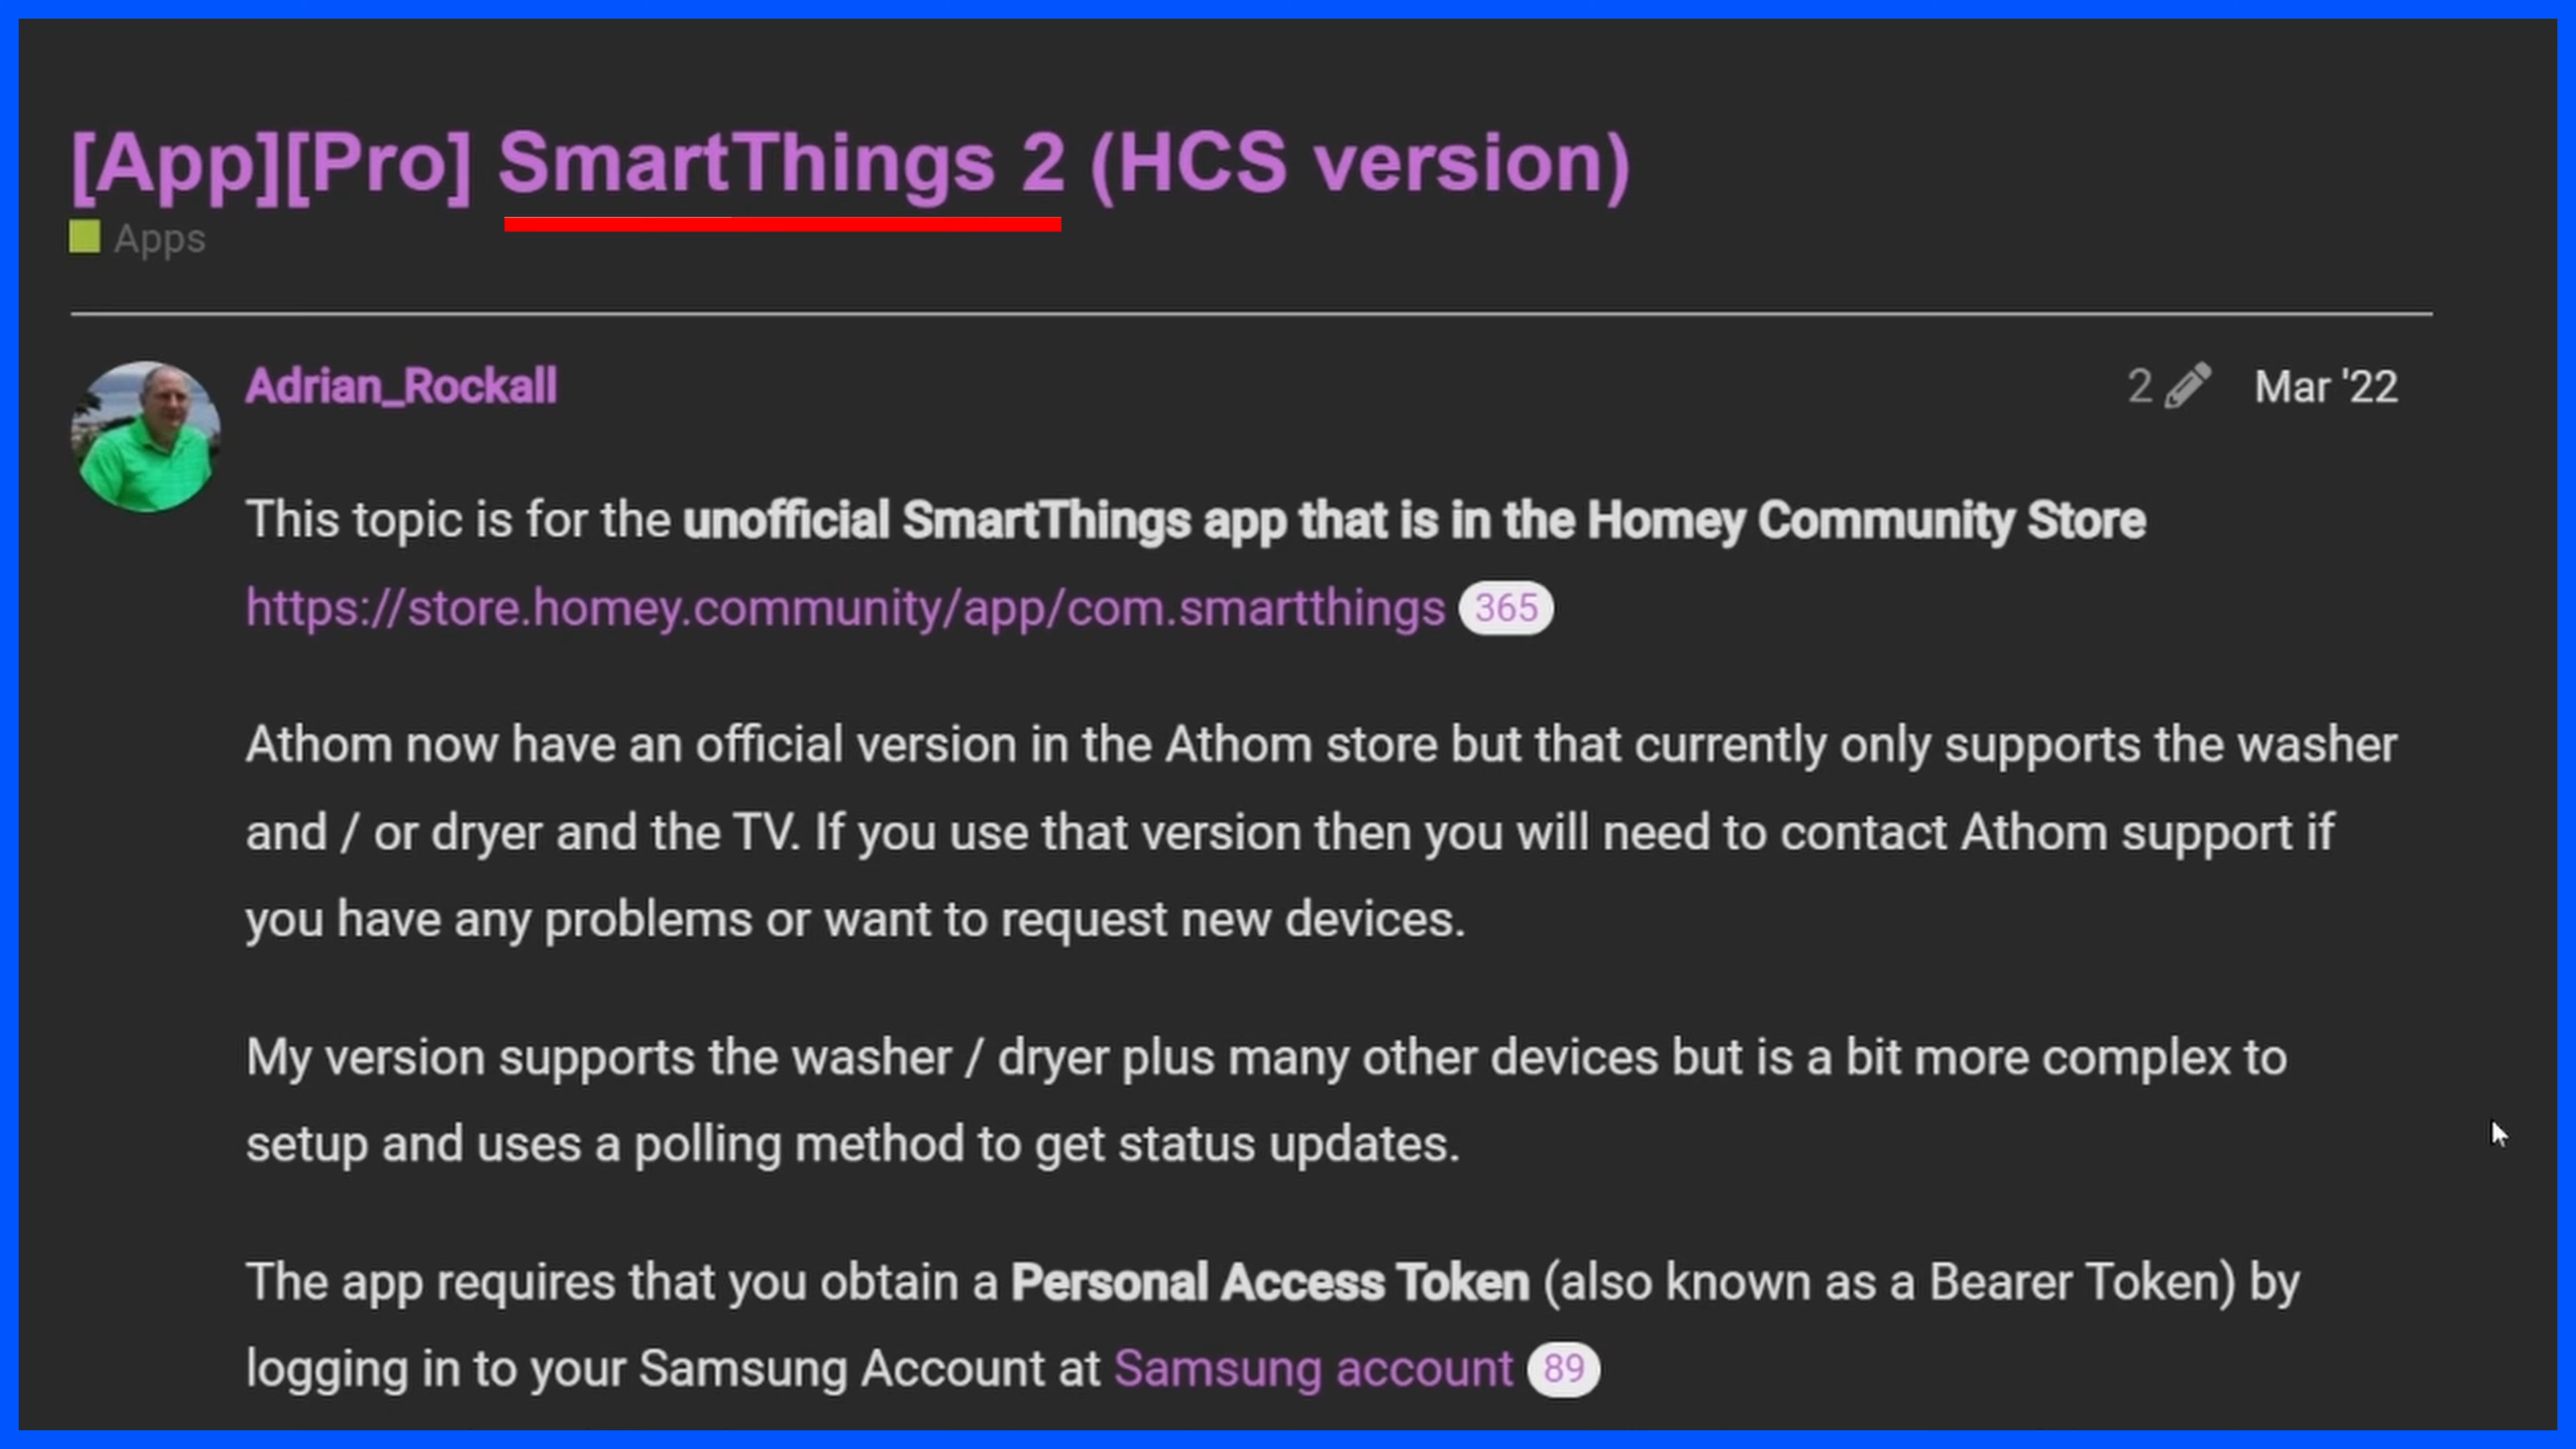 [App][Pro] SmartThings 2 (HCS version)
Apps
Adrian_Rockall
2 Mar '22
This topic is for the unofficial SmartThings app that is in the Homey Community Store
https://store.homey.community/app/com.smartthings 365
Athom now have an official version in the Athom store but that currently only supports the washer
and / or dryer and the TV. If you use that version then you will need to contact Athom support if
you have any problems or want to request new devices.
My version supports the washer / dryer plus many other devices but is a bit more complex to
setup and uses a polling method to get status updates.
The app requires that you obtain a Personal Access Token (also known as a Bearer Token) by
logging in to your Samsung Account at Samsung account 89